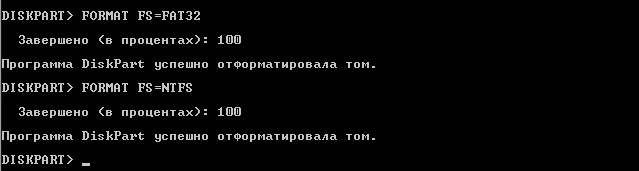 DISKPART> FORMAT FS=FAT32
Завершено (в процентах): 100
Программа DiskPart успешно отформатировала том.
DISKPART> FORMAT FS=NTFS
Завершено (в процентах): 100
Программа DiskPart успешно отформатировала том.
DISKPART> _